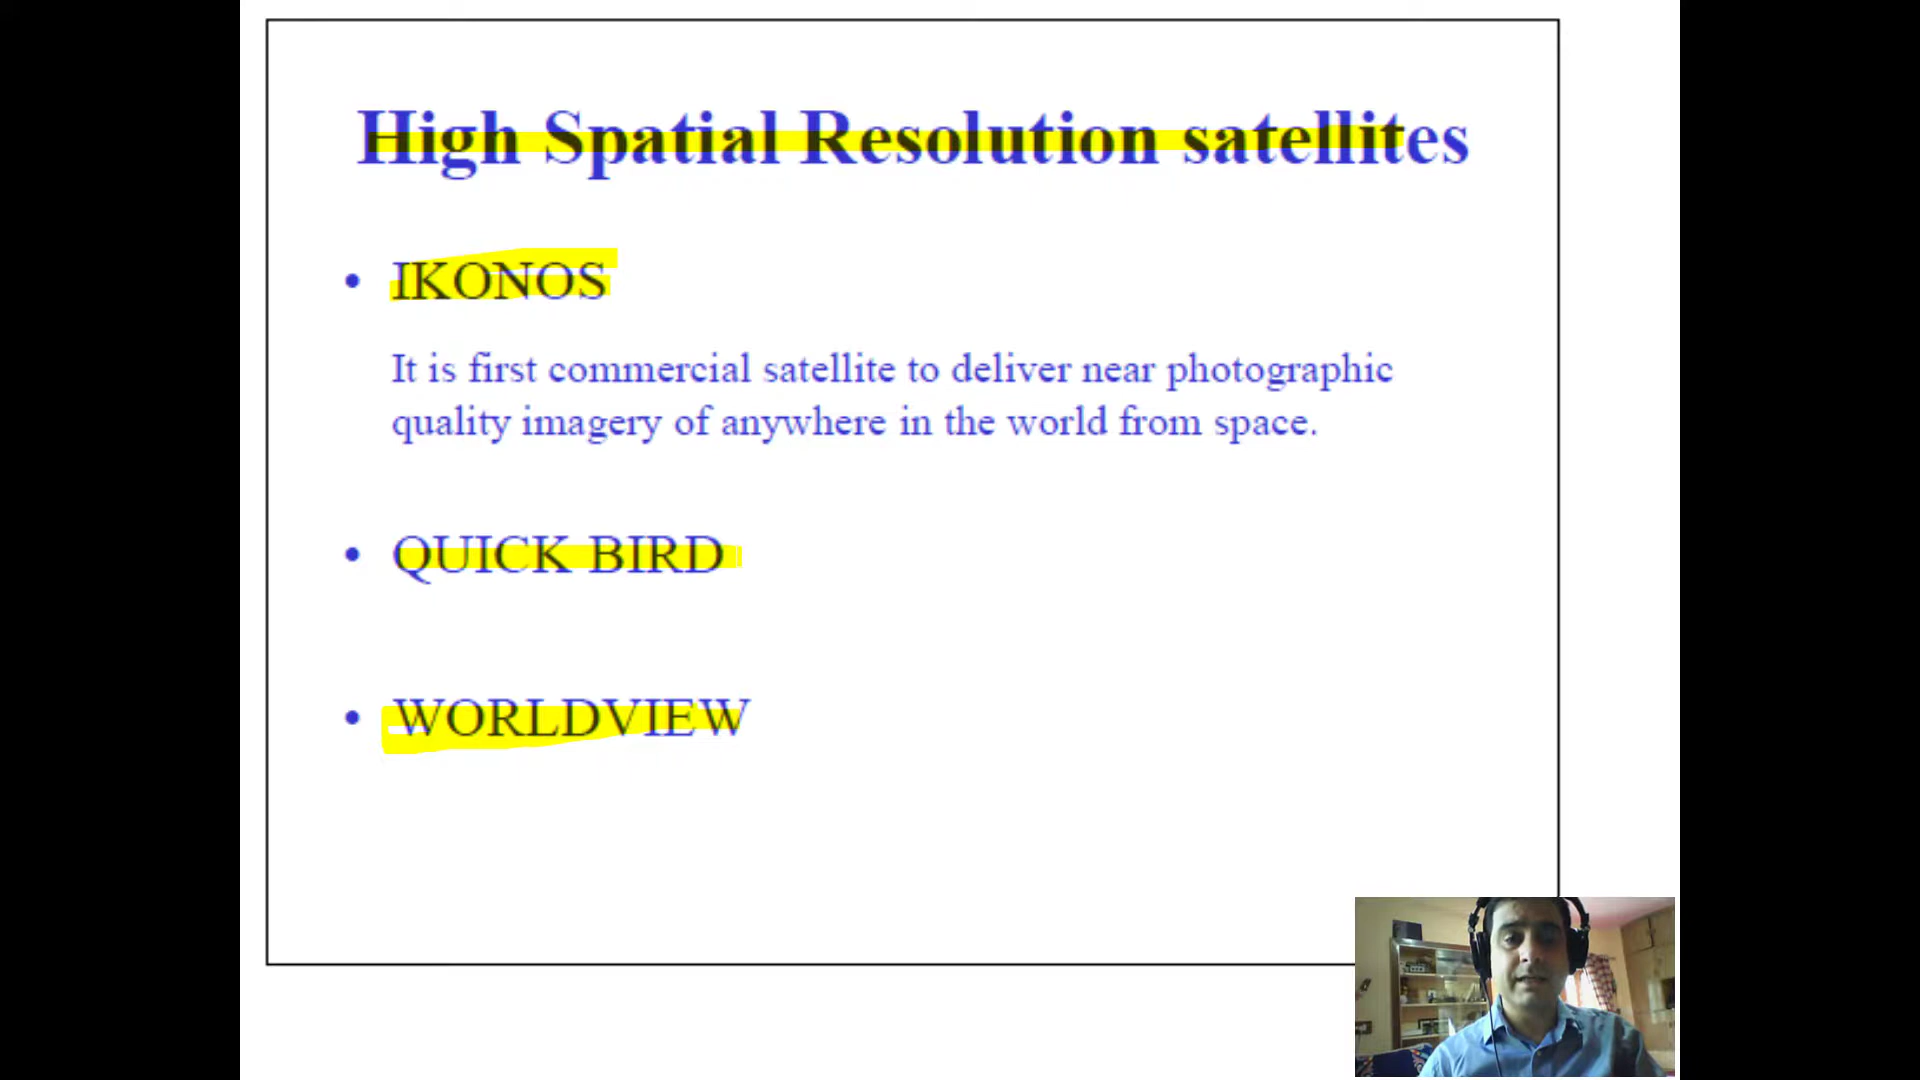 High Spatial Resolution satellites
• IKONOS
It is first commercial satellite to deliver near photographic
quality imagery of anywhere in the world from space.
• QUICK BIRD
• WORLDVIEW